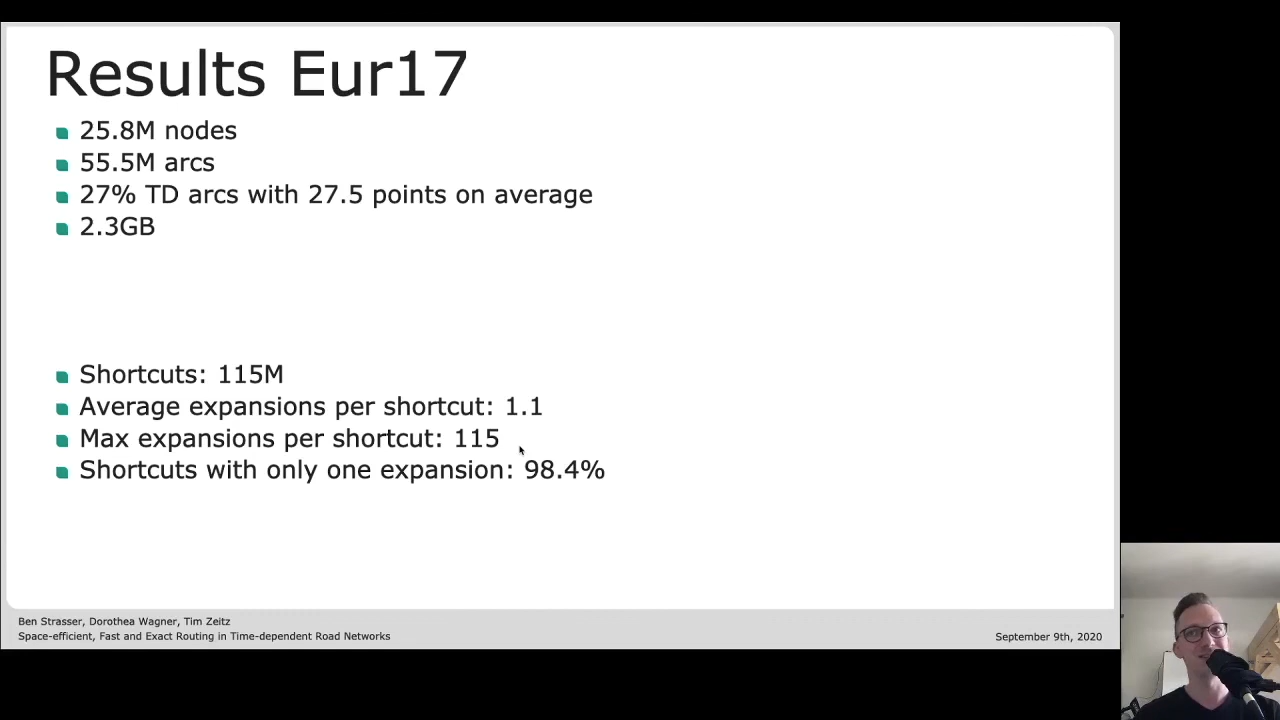 Results Eur17
25.8M nodes
55.5M arcs
27% TD arcs with 27.5 points on average
2.3GB
Shortcuts: 115M
Average expansions per shortcut: 1.1
Max expansions per shortcut: 115
Shortcuts with only one expansion: 98.4%
Ben Strasser, Dorothea Wagner, Tim Zeitz
Space-efficient, Fast and Exact Routing in Time-dependent Road Networks
September 9th, 2020